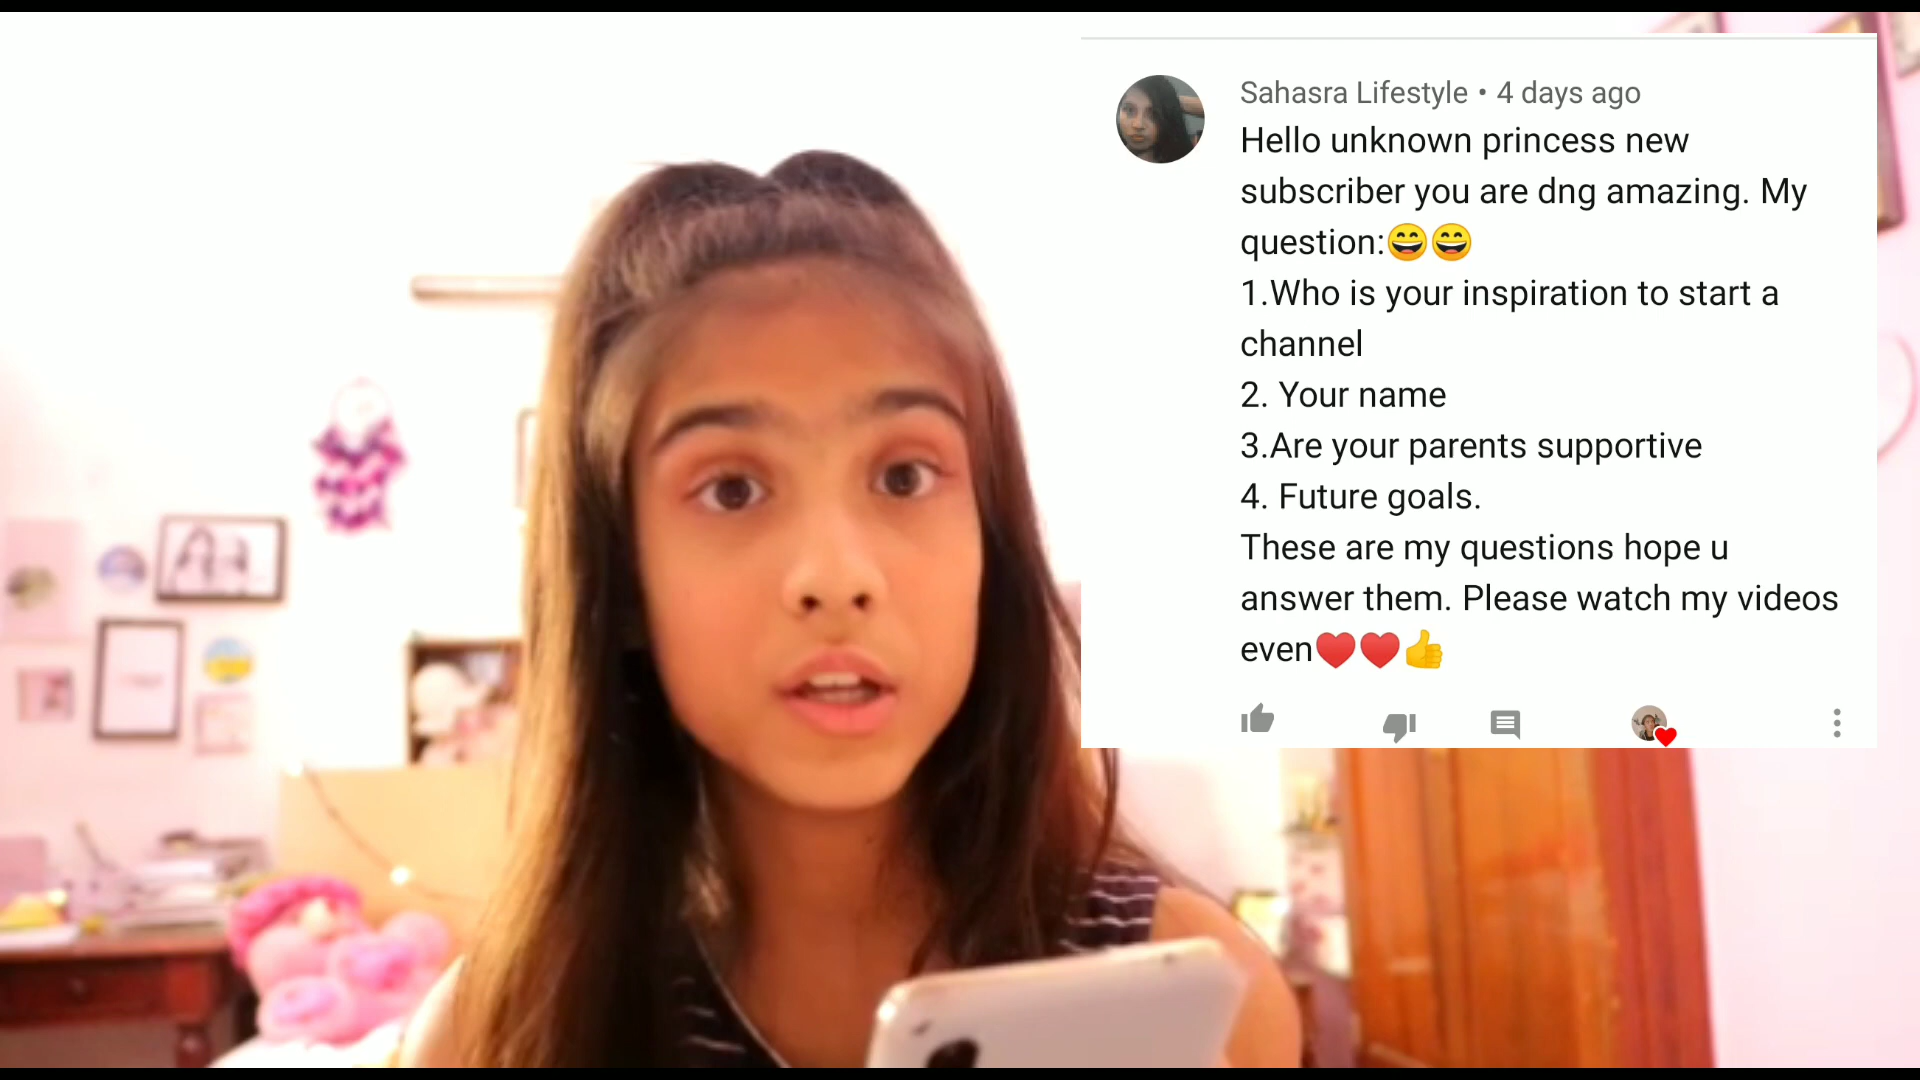 Sahasra Lifestyle • 4 days ago
Hello unknown princess new
subscriber you are dng amazing. My
question:😄😄
1.Who is your inspiration to start a
channel
2. Your name
3.Are your parents supportive
4. Future goals.
These are my questions hope u
answer them. Please watch my videos
even♥️♥️👍